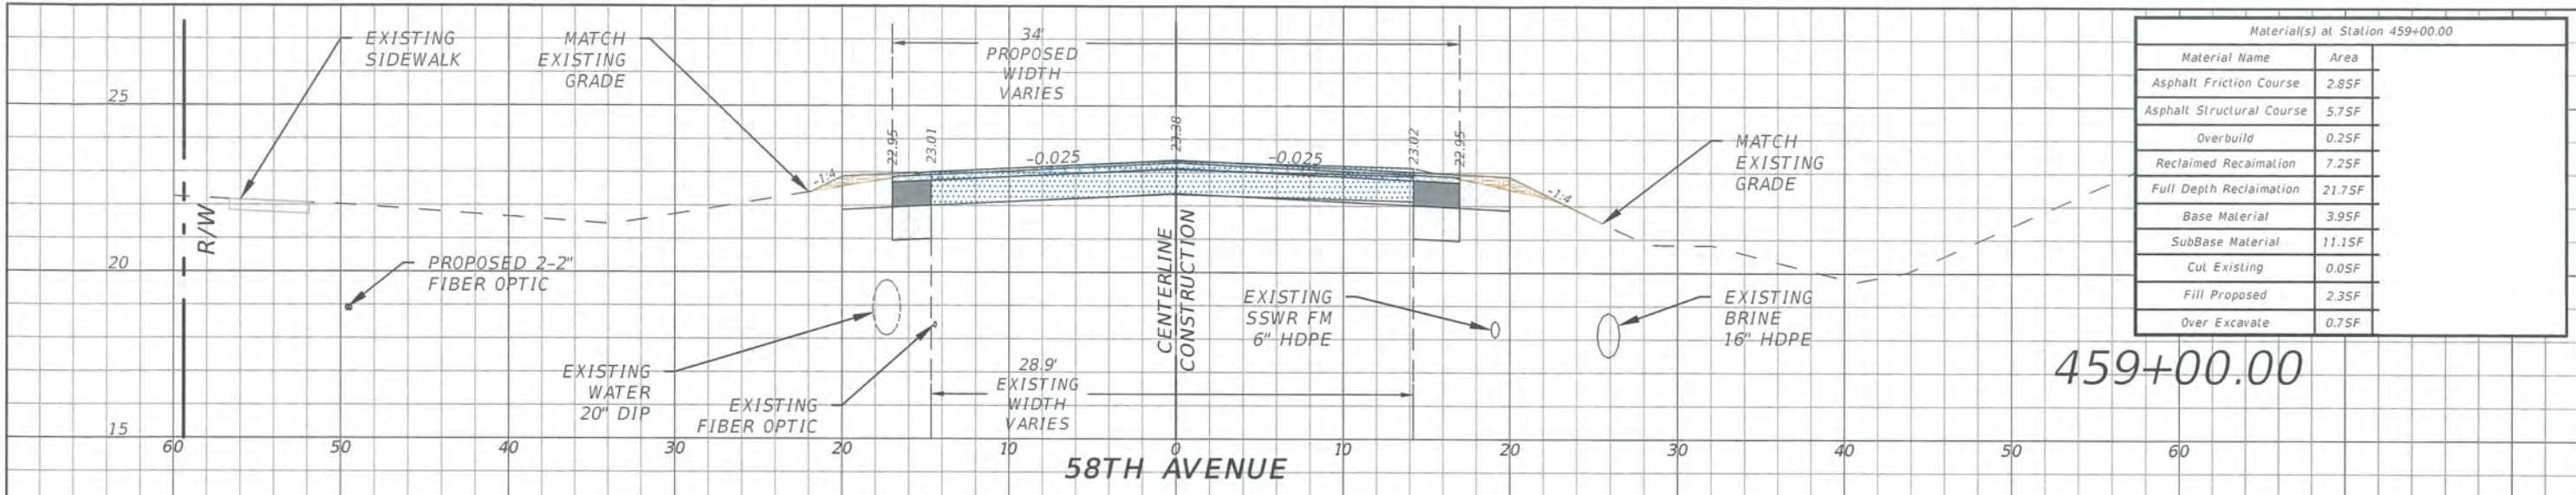 EXISTING
SIDEWALK
MATCH
EXISTING
GRADE
34'
PROPOSED
WIDTH
VARIES
25
22.95
23.01
-0.025
23.38
-0.025
23.02
22.95
-1:4
-1:4
MATCH
EXISTING
GRADE
R/W
20
PROPOSED 2-2"
FIBER OPTIC
CENTERLINE
CONSTRUCTION
EXISTING
SSWR FM
6" HDPE
EXISTING
BRINE
16" HDPE
EXISTING
WATER
20" DIP
EXISTING
FIBER OPTIC
28.9'
EXISTING
WIDTH
VARIES
15
60 50 40 30 20 10 0 10 20 30 40 50 60
58TH AVENUE
Material(s) at Station 459+00.00
Material Name Area
Asphalt Friction Course 2.8SF
Asphalt Structural Course 5.7SF
Overbuild 0.2SF
Reclaimed Recaimation 7.2SF
Full Depth Reclaimation 21.7SF
Base Material 3.9SF
SubBase Material 11.1SF
Cut Existing 0.0SF
Fill Proposed 2.3SF
Over Excavate 0.7SF
459+00.00